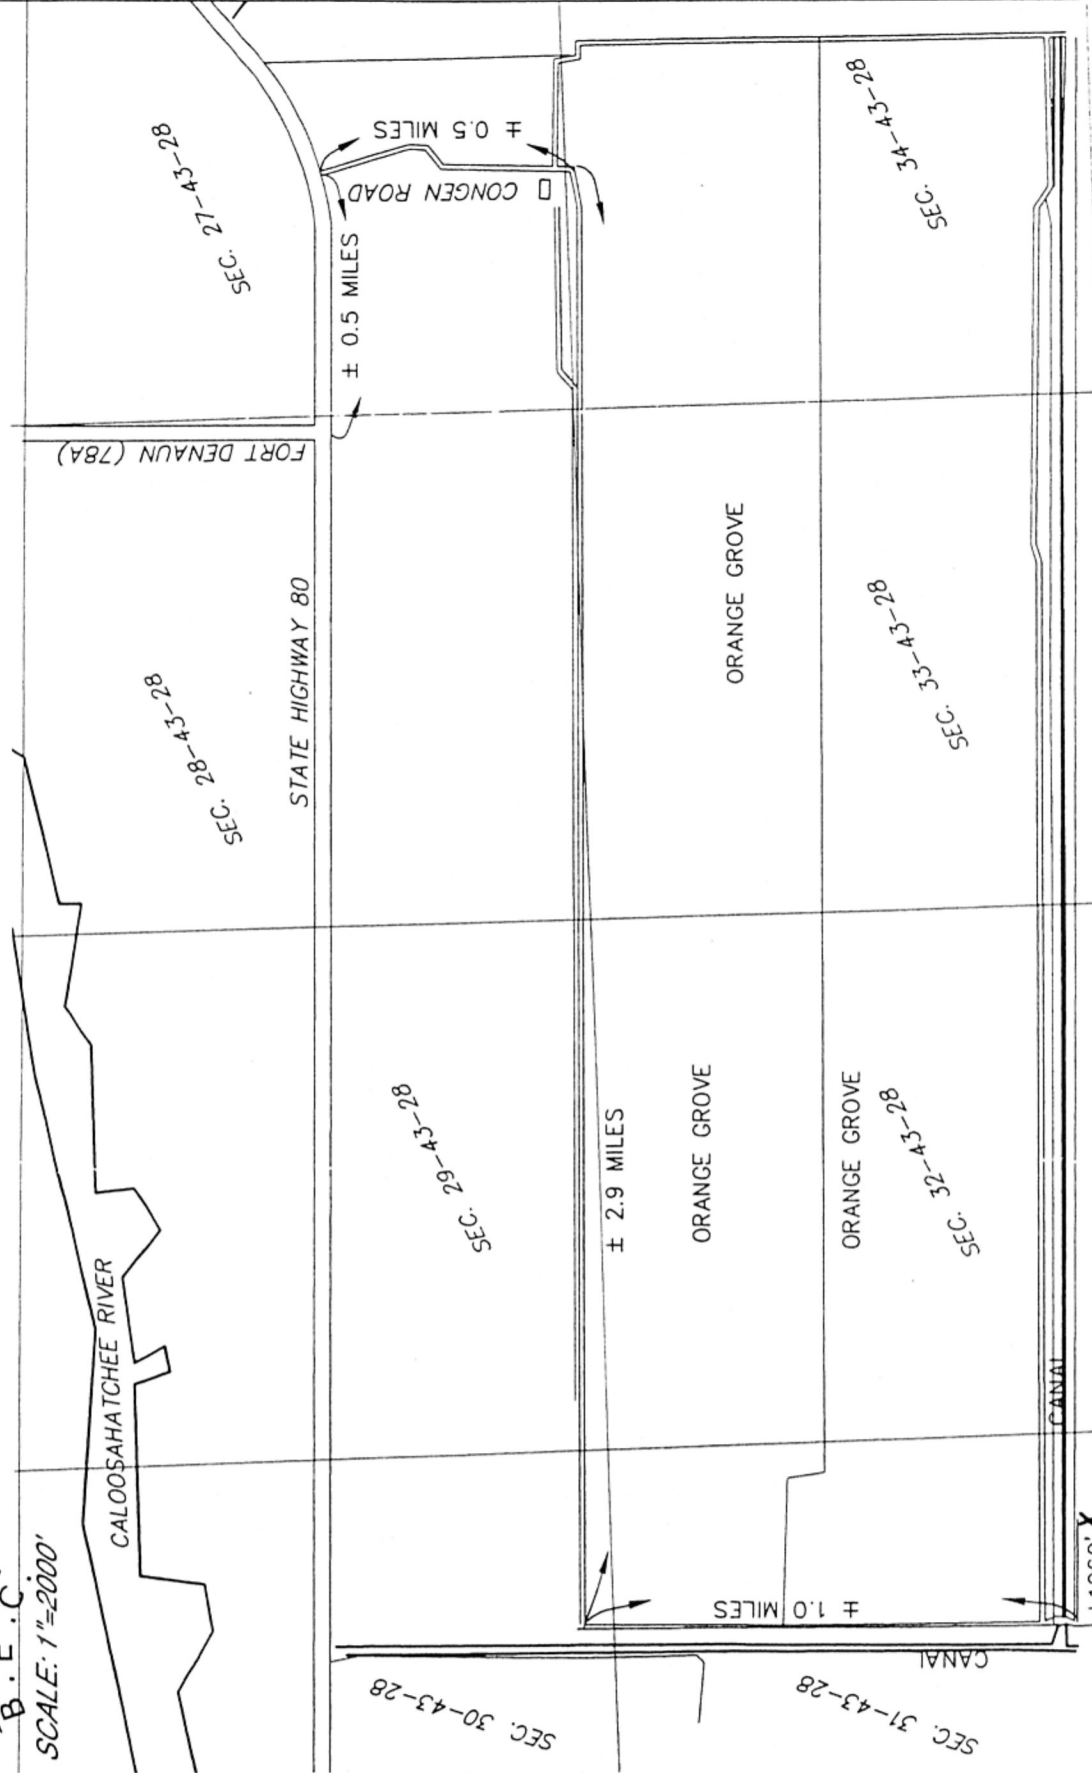 B.E.C.
SCALE: 1"=2000'
CALOOSAHATCHEE RIVER
SEC. 28-43-28
SEC. 27-43-28
FORT DENAUN (78A)
STATE HIGHWAY 80
± 0.5 MILES
CONGEN ROAD
± 0.5 MILES
SEC. 29-43-28
SEC. 30-43-28
± 2.9 MILES
ORANGE GROVE
ORANGE GROVE
ORANGE GROVE
SEC. 34-43-28
SEC. 33-43-28
SEC. 32-43-28
SEC. 31-43-28
± 1.0 MILES
CANAL
CANAL